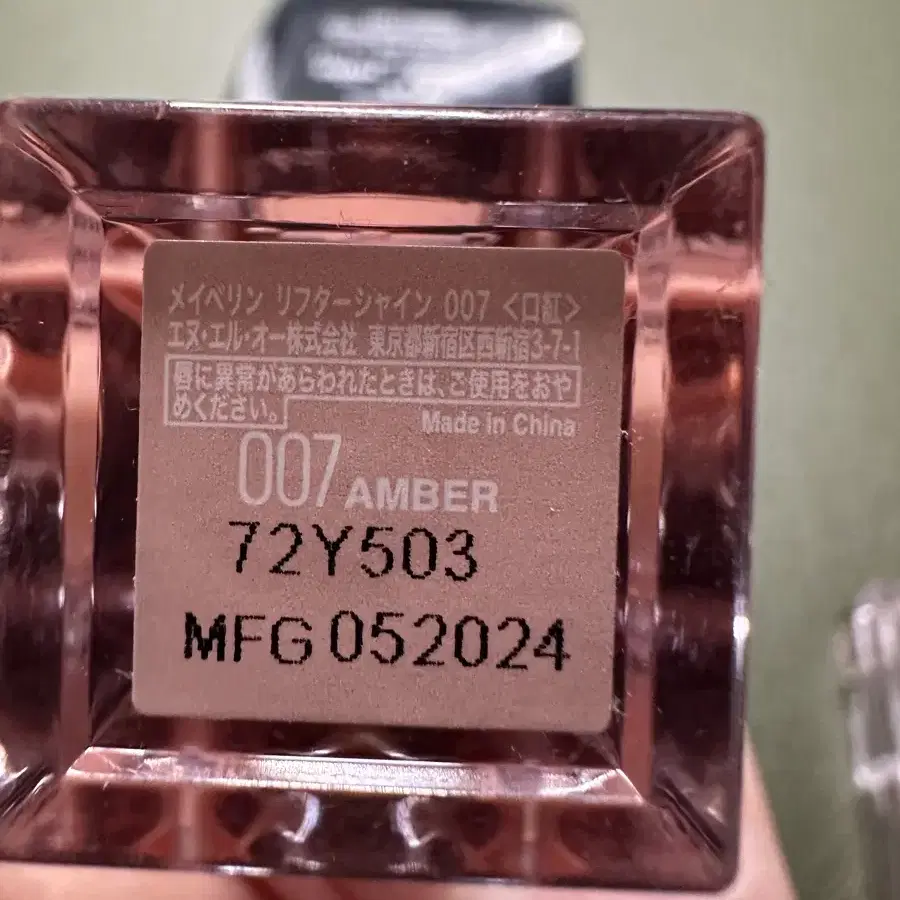 メイベリン リフターシャイン 007 <口紅>
エヌ・エル・オー株式会社 東京都新宿区西新宿3-7-1
唇に異常があらわれたときは、ご使用をおや
めください。
Made in China
007 AMBER
72Y503
MFG 052024